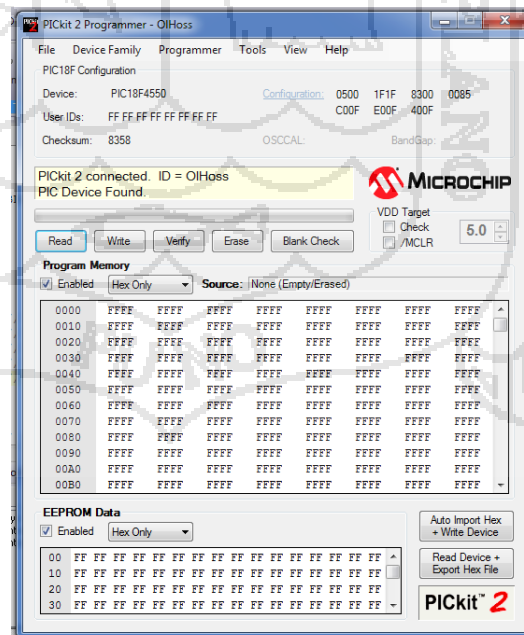 PICkit 2 Programmer - OIHoss
File Device Family Programmer Tools View Help
PIC18F Configuration
Device: PIC18F4550 Configuration: 0500 1F1F 8300 0085
C00F E00F 400F
User IDs: FF FF FF FF FF FF FF FF
Checksum: 8358 OSCCAL: BandGap:
PICkit 2 connected. ID = OIHoss
PIC Device Found.
MICROCHIP
VDD Target
Check
/MCLR
5.0
Read Write Verify Erase Blank Check
Program Memory
Enabled Hex Only Source: None (Empty/Erased)
0000 FFFF FFFF FFFF FFFF FFFF FFFF FFFF FFFF
0010 FFFF FFFF FFFF FFFF FFFF FFFF FFFF FFFF
0020 FFFF FFFF FFFF FFFF FFFF FFFF FFFF FFFF
0030 FFFF FFFF FFFF FFFF FFFF FFFF FFFF FFFF
0040 FFFF FFFF FFFF FFFF FFFF FFFF FFFF FFFF
0050 FFFF FFFF FFFF FFFF FFFF FFFF FFFF FFFF
0060 FFFF FFFF FFFF FFFF FFFF FFFF FFFF FFFF
0070 FFFF FFFF FFFF FFFF FFFF FFFF FFFF FFFF
0080 FFFF FFFF FFFF FFFF FFFF FFFF FFFF FFFF
0090 FFFF FFFF FFFF FFFF FFFF FFFF FFFF FFFF
00A0 FFFF FFFF FFFF FFFF FFFF FFFF FFFF FFFF
00B0 FFFF FFFF FFFF FFFF FFFF FFFF FFFF FFFF
EEPROM Data
Enabled Hex Only
00 FF FF FF FF FF FF FF FF FF FF FF FF FF FF FF FF
10 FF FF FF FF FF FF FF FF FF FF FF FF FF FF FF FF
20 FF FF FF FF FF FF FF FF FF FF FF FF FF FF FF FF
30 FF FF FF FF FF FF FF FF FF FF FF FF FF FF FF FF
Auto Import Hex
+ Write Device
Read Device +
Export Hex File
PICkit™ 2